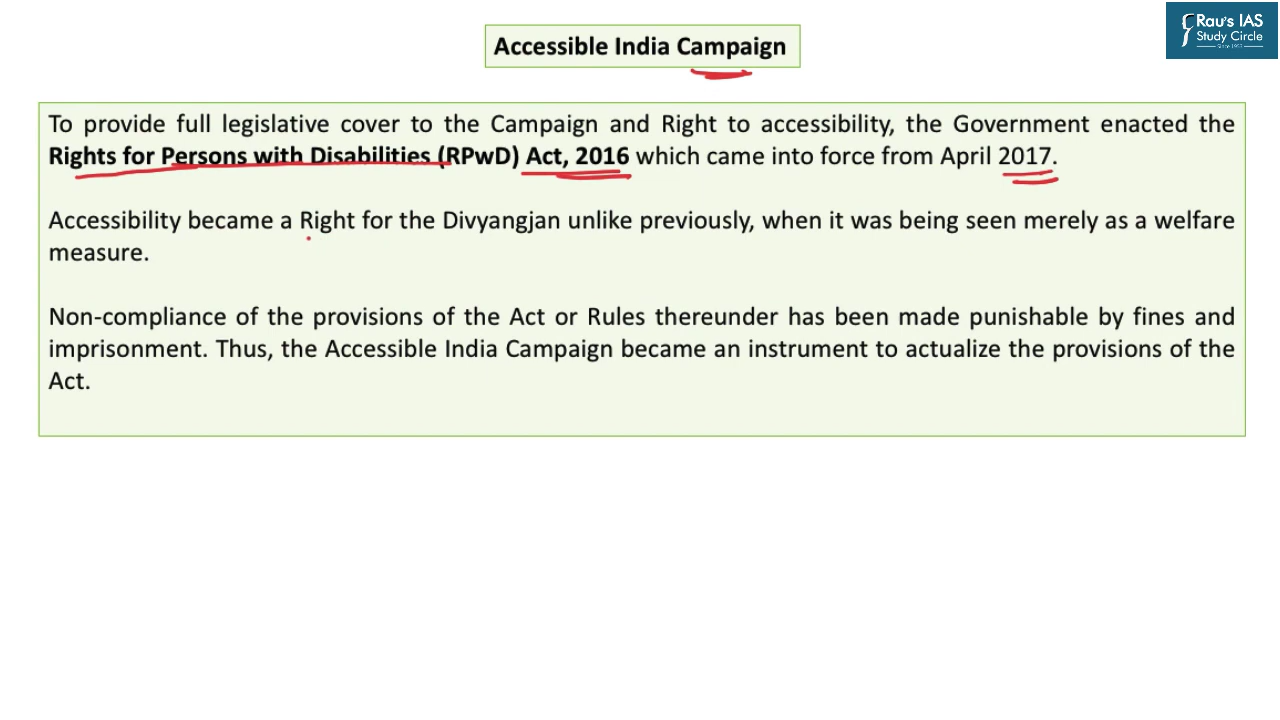 Accessible India Campaign
Rau's IAS
Study Circle
Since 1953
To provide full legislative cover to the Campaign and Right to accessibility, the Government enacted the
Rights for Persons with Disabilities (RPwD) Act, 2016 which came into force from April 2017.
Accessibility became a Right for the Divyangjan unlike previously, when it was being seen merely as a welfare
measure.
Non-compliance of the provisions of the Act or Rules thereunder has been made punishable by fines and
imprisonment. Thus, the Accessible India Campaign became an instrument to actualize the provisions of the
Act.